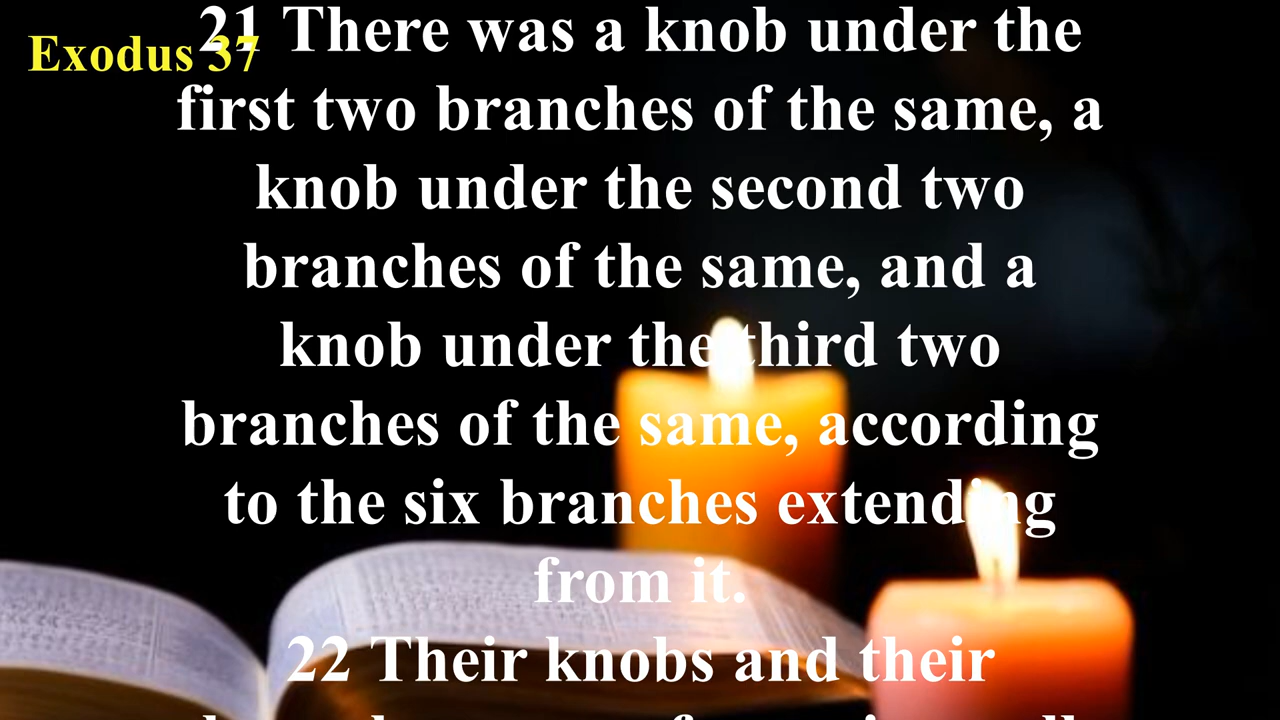 Exodus 37
21 There was a knob under the
first two branches of the same, a
knob under the second two
branches of the same, and a
knob under the third two
branches of the same, according
to the six branches extending
from it.
22 Their knobs and their